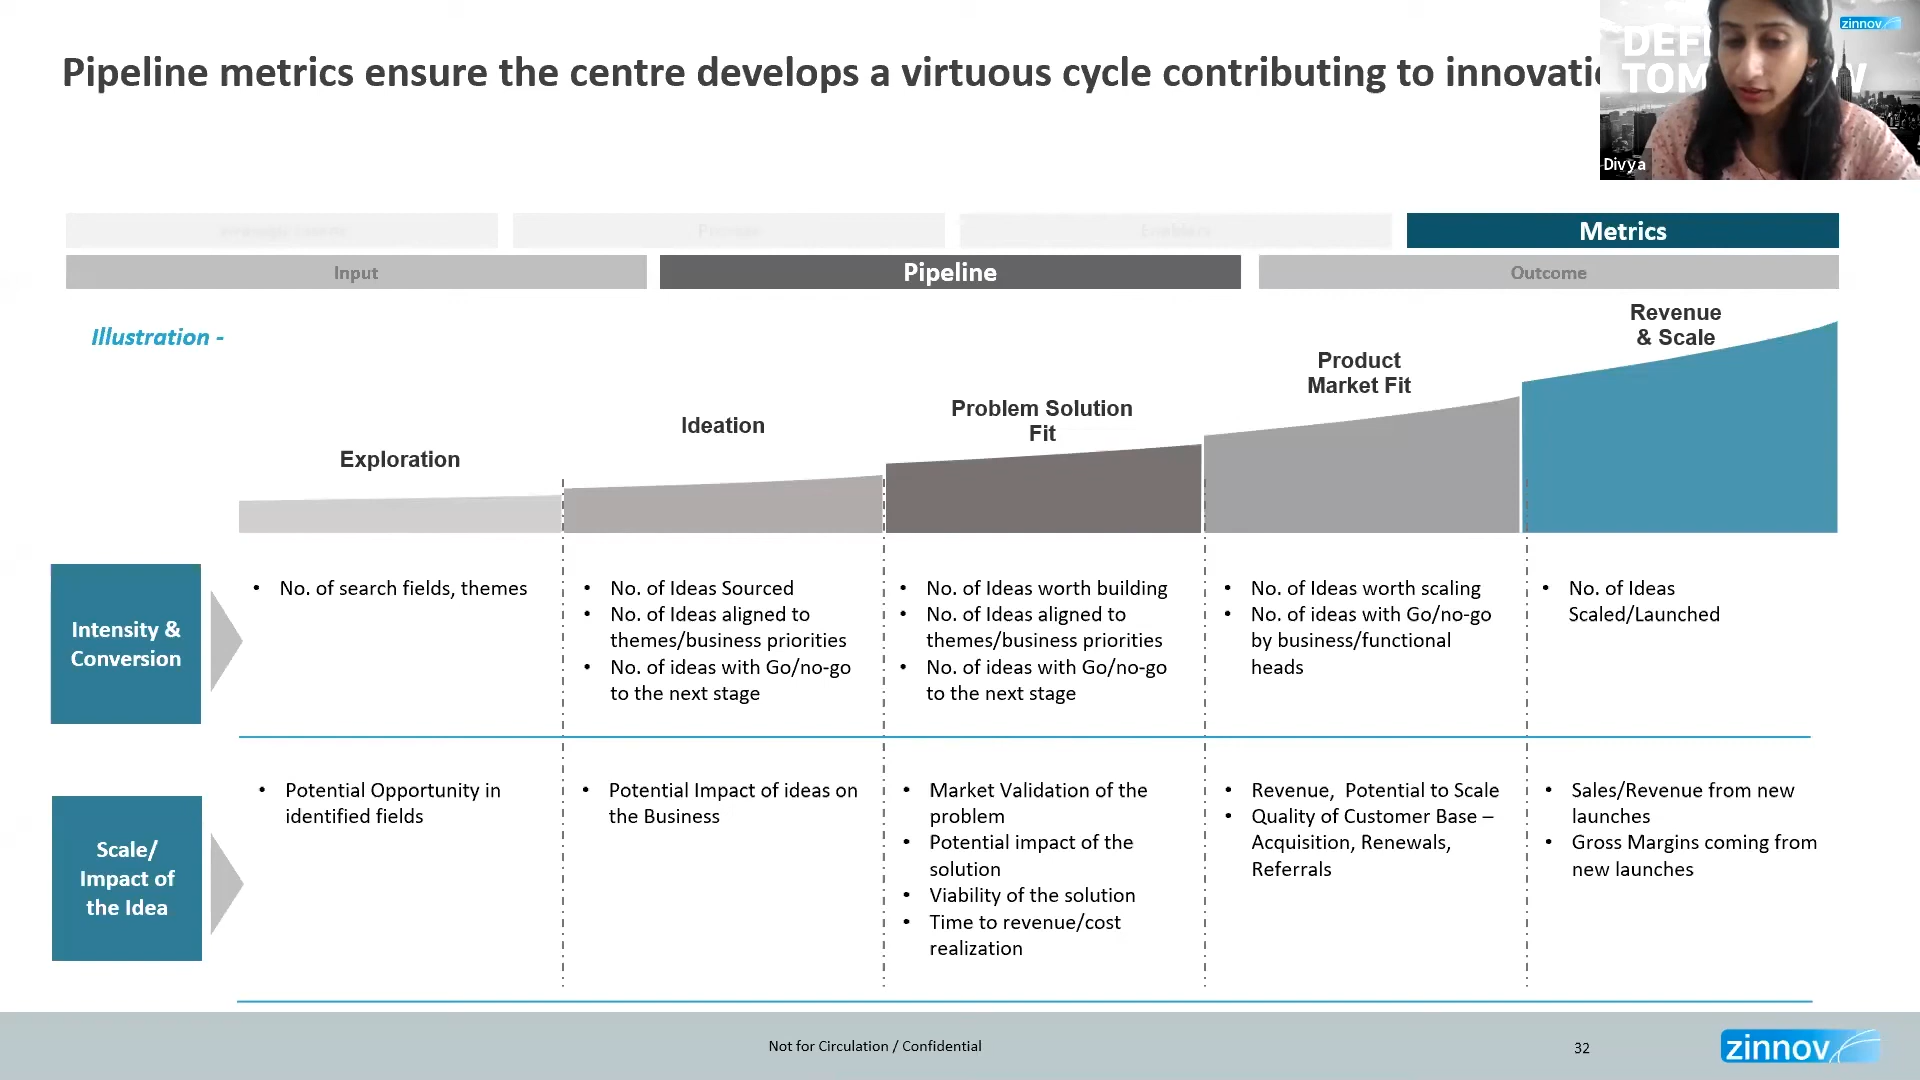 Pipeline metrics ensure the centre develops a virtuous cycle contributing to
zinnov
Divya
Metrics
Input
Pipeline
Outcome
Illustration -
Exploration
Ideation
Problem Solution
Fit
Product
Market Fit
Revenue
& Scale
Intensity &
Conversion
• No. of search fields, themes
• No. of Ideas Sourced
• No. of Ideas aligned to
themes/business priorities
• No. of ideas with Go/no-go
to the next stage
• No. of Ideas worth building
• No. of Ideas aligned to
themes/business priorities
• No. of ideas with Go/no-go
to the next stage
• No. of Ideas worth scaling
• No. of ideas with Go/no-go
by business/functional
heads
• No. of Ideas
Scaled/Launched
Scale/
Impact of
the Idea
• Potential Opportunity in
identified fields
• Potential Impact of ideas on
the Business
• Market Validation of the
problem
• Potential impact of the
solution
• Viability of the solution
• Time to revenue/cost
realization
• Revenue, Potential to Scale
• Quality of Customer Base –
Acquisition, Renewals,
Referrals
• Sales/Revenue from new
launches
• Gross Margins coming from
new launches
Not for Circulation / Confidential
32
zinnov